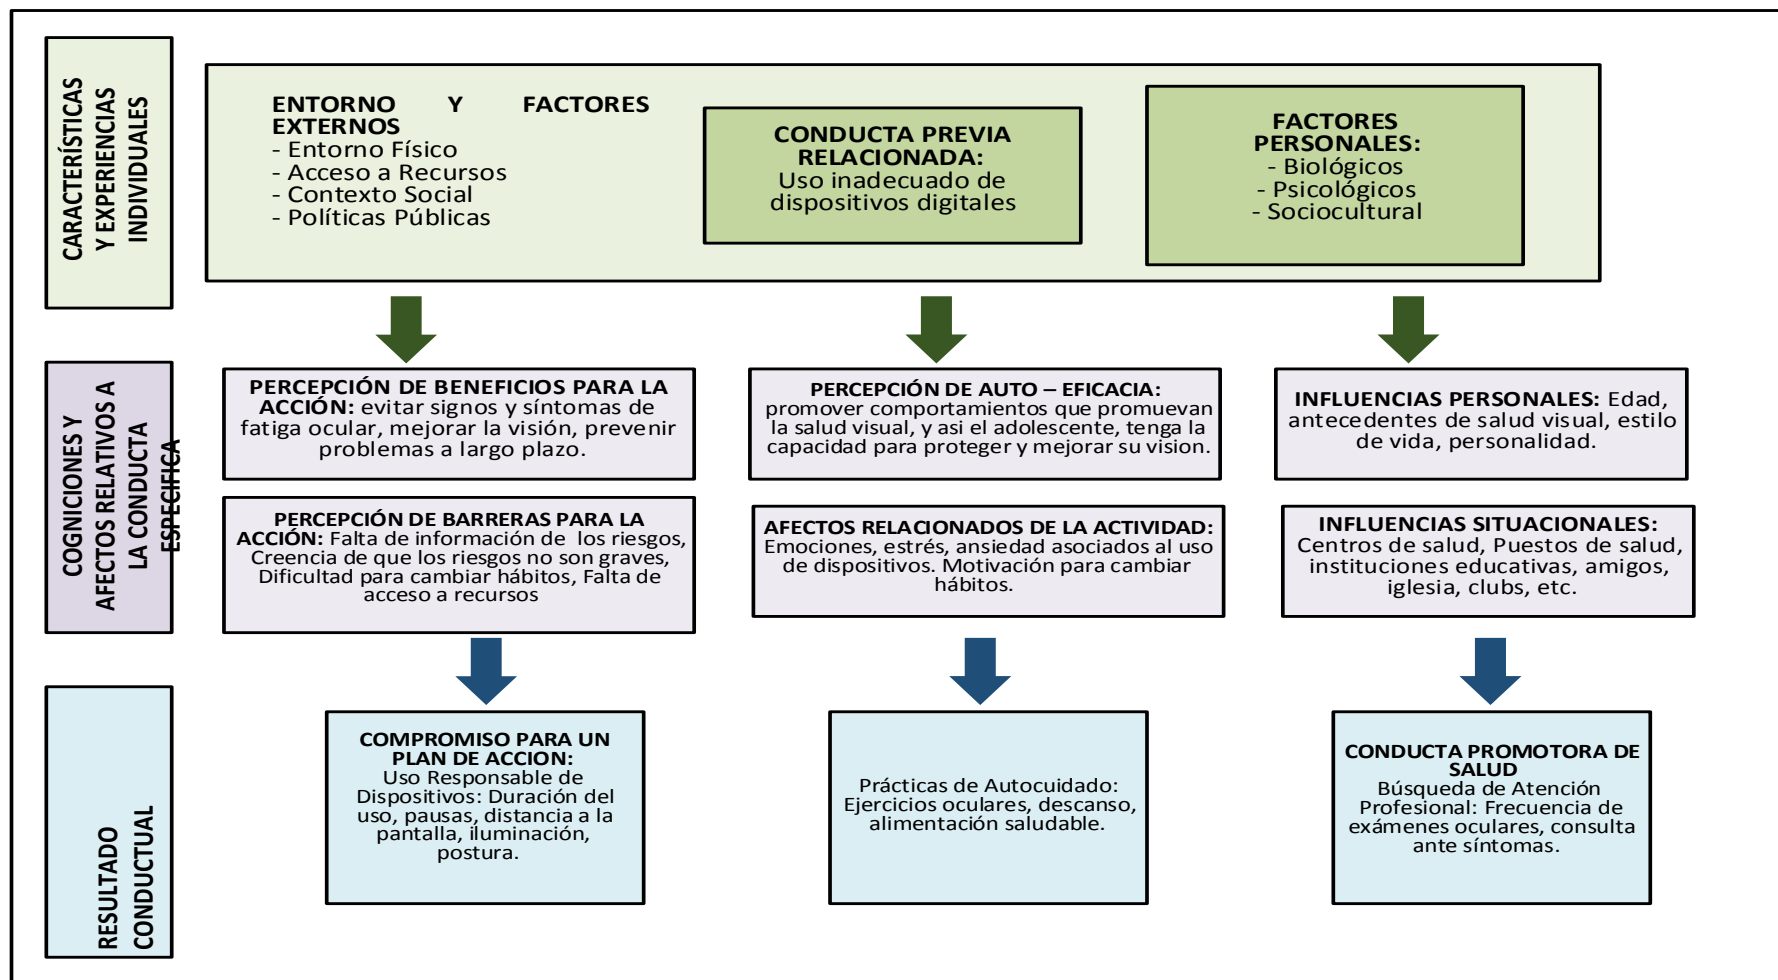 CARACTERÍSTICAS
Y EXPERIENCIAS
INDIVIDUALES
ENTORNO Y FACTORES
EXTERNOS
- Entorno Físico
- Acceso a Recursos
- Contexto Social
- Políticas Públicas
CONDUCTA PREVIA
RELACIONADA:
Uso inadecuado de
dispositivos digitales
FACTORES
PERSONALES:
- Biológicos
- Psicológicos
- Sociocultural
COGNICIONES Y
AFECTOS RELATIVOS A
LA CONDUCTA
ESPECIFICA
PERCEPCIÓN DE BENEFICIOS PARA LA
ACCIÓN: evitar signos y síntomas de
fatiga ocular, mejorar la visión, prevenir
problemas a largo plazo.
PERCEPCIÓN DE AUTO – EFICACIA:
promover comportamientos que promuevan
la salud visual, y asi el adolescente, tenga la
capacidad para proteger y mejorar su vision.
INFLUENCIAS PERSONALES: Edad,
antecedentes de salud visual, estilo
de vida, personalidad.
PERCEPCIÓN DE BARRERAS PARA LA
ACCIÓN: Falta de información de los riesgos,
Creencia de que los riesgos no son graves,
Dificultad para cambiar hábitos, Falta de
acceso a recursos
AFECTOS RELACIONADOS DE LA ACTIVIDAD:
Emociones, estrés, ansiedad asociados al uso
de dispositivos. Motivación para cambiar
hábitos.
INFLUENCIAS SITUACIONALES:
Centros de salud, Puestos de salud,
instituciones educativas, amigos,
iglesia, clubs, etc.
RESULTADO
CONDUCTUAL
COMPROMISO PARA UN
PLAN DE ACCION:
Uso Responsable de
Dispositivos: Duración del
uso, pausas, distancia a la
pantalla, iluminación,
postura.
Prácticas de Autocuidado:
Ejercicios oculares, descanso,
alimentación saludable.
CONDUCTA PROMOTORA DE
SALUD
Búsqueda de Atención
Profesional: Frecuencia de
exámenes oculares, consulta
ante síntomas.